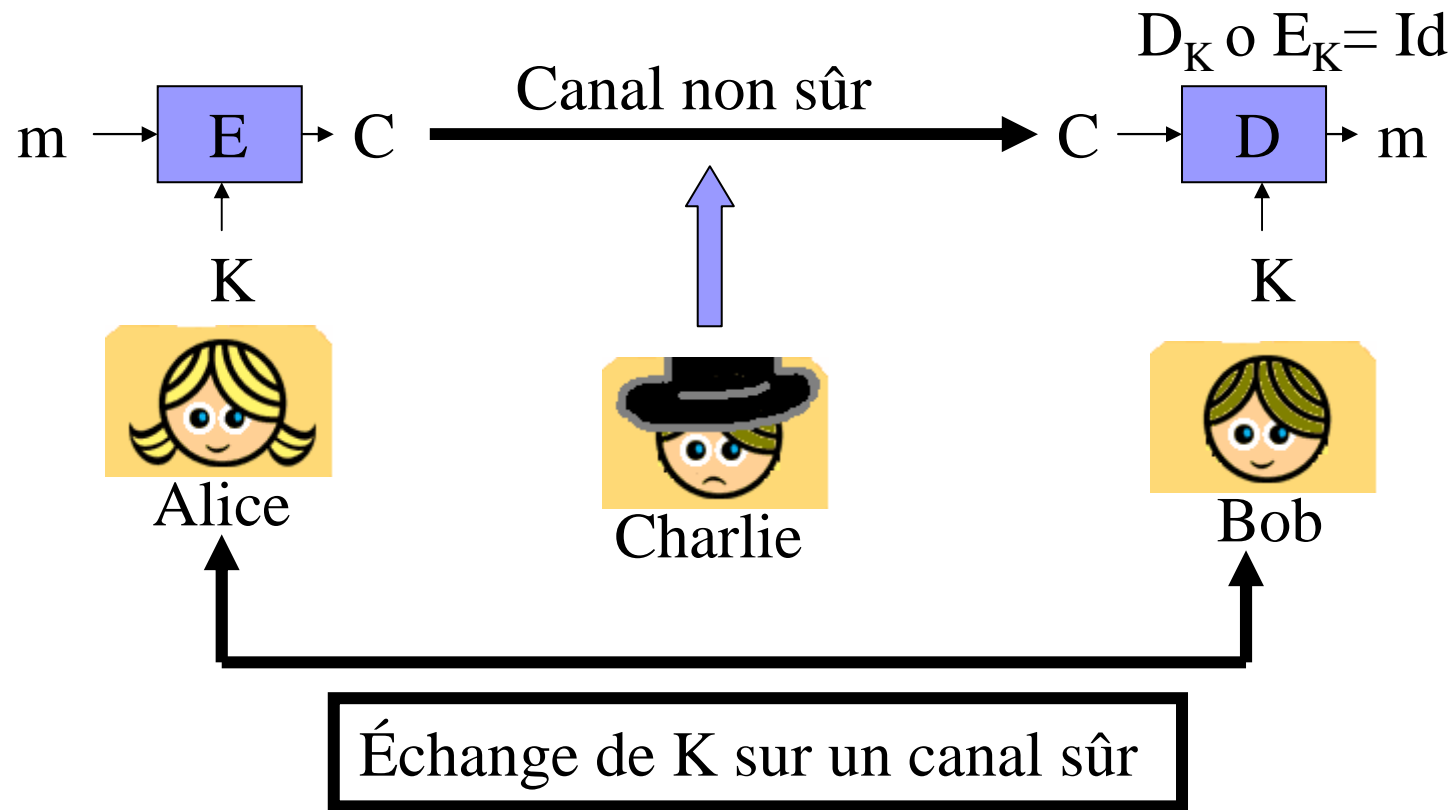 D_K o E_K= Id
Canal non sûr
m E C C D m
K K
Alice Charlie Bob
Échange de K sur un canal sûr